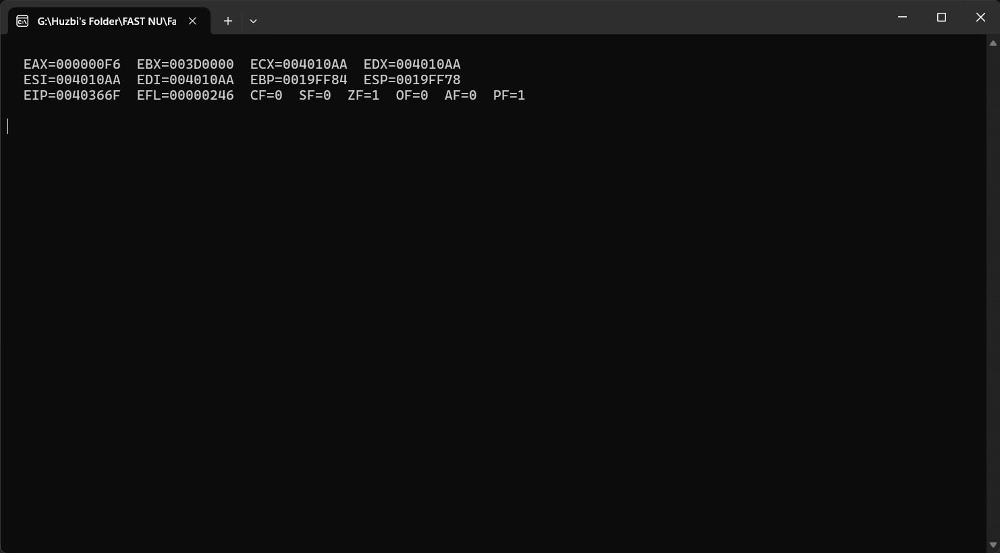 G:\Huzbi's Folder\FAST NU\Fa
EAX=000000F6  EBX=003D0000  ECX=004010AA  EDX=004010AA
ESI=004010AA  EDI=004010AA  EBP=0019FF84  ESP=0019FF78
EIP=0040366F  EFL=00000246  CF=0  SF=0  ZF=1  OF=0  AF=0  PF=1